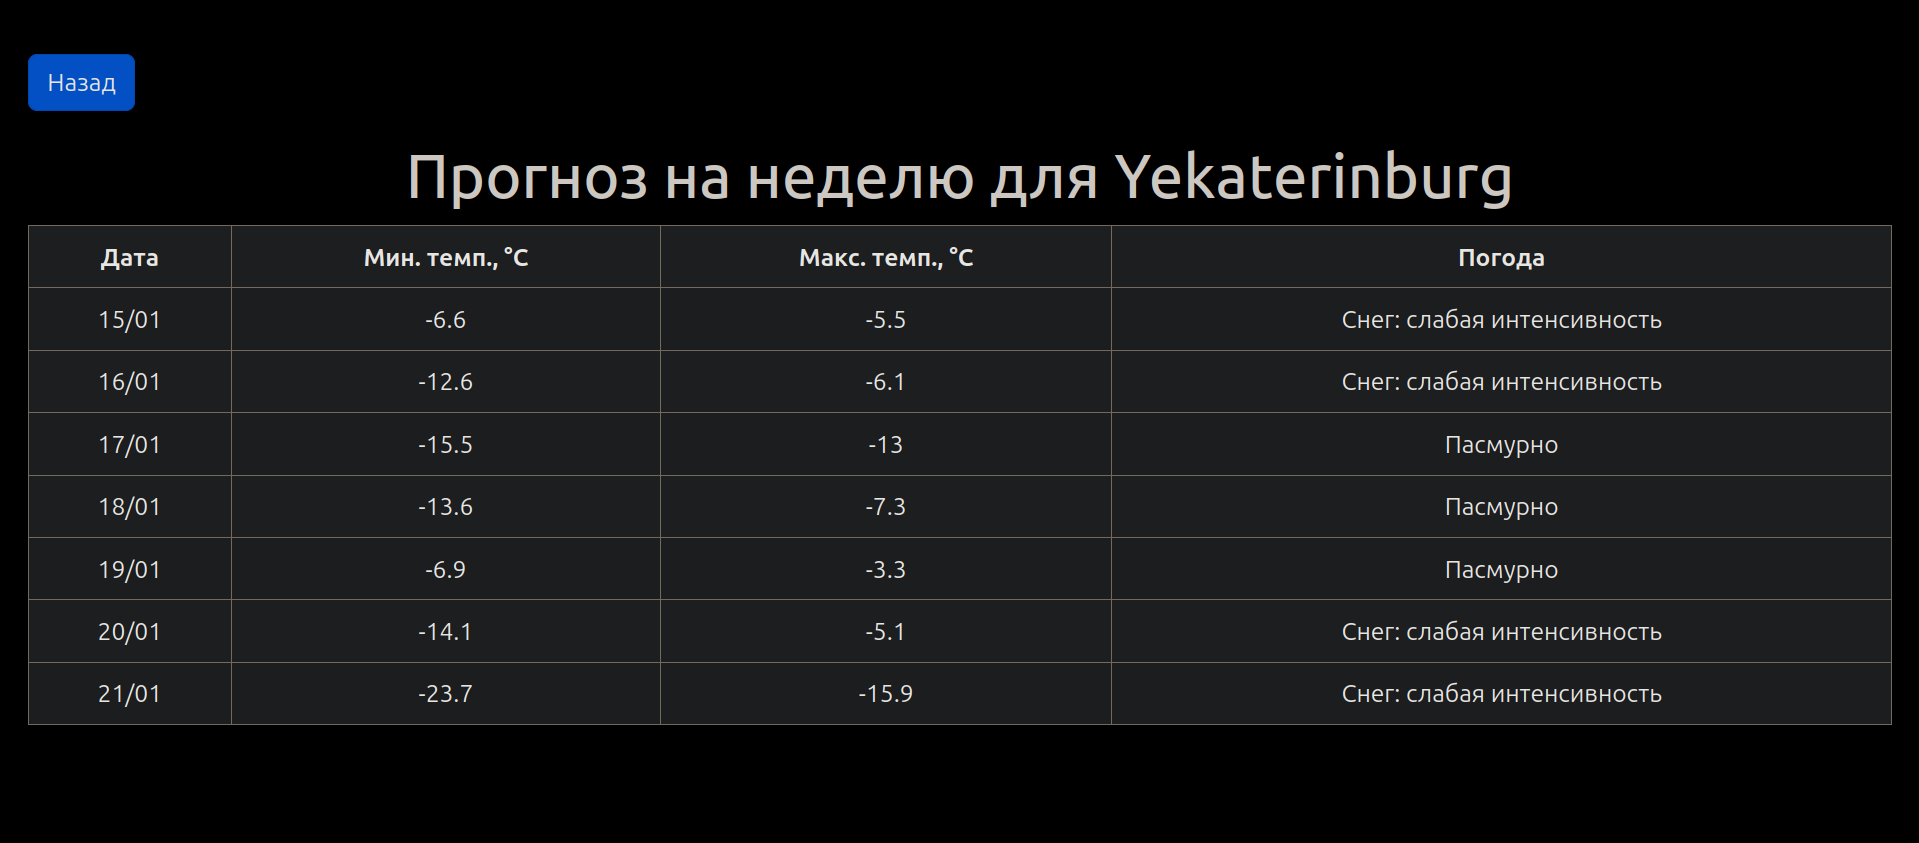 Назад
Прогноз на неделю для Yekaterinburg
Дата Мин. темп., °C Макс. темп., °C Погода
15/01 -6.6 -5.5 Снег: слабая интенсивность
16/01 -12.6 -6.1 Снег: слабая интенсивность
17/01 -15.5 -13 Пасмурно
18/01 -13.6 -7.3 Пасмурно
19/01 -6.9 -3.3 Пасмурно
20/01 -14.1 -5.1 Снег: слабая интенсивность
21/01 -23.7 -15.9 Снег: слабая интенсивность